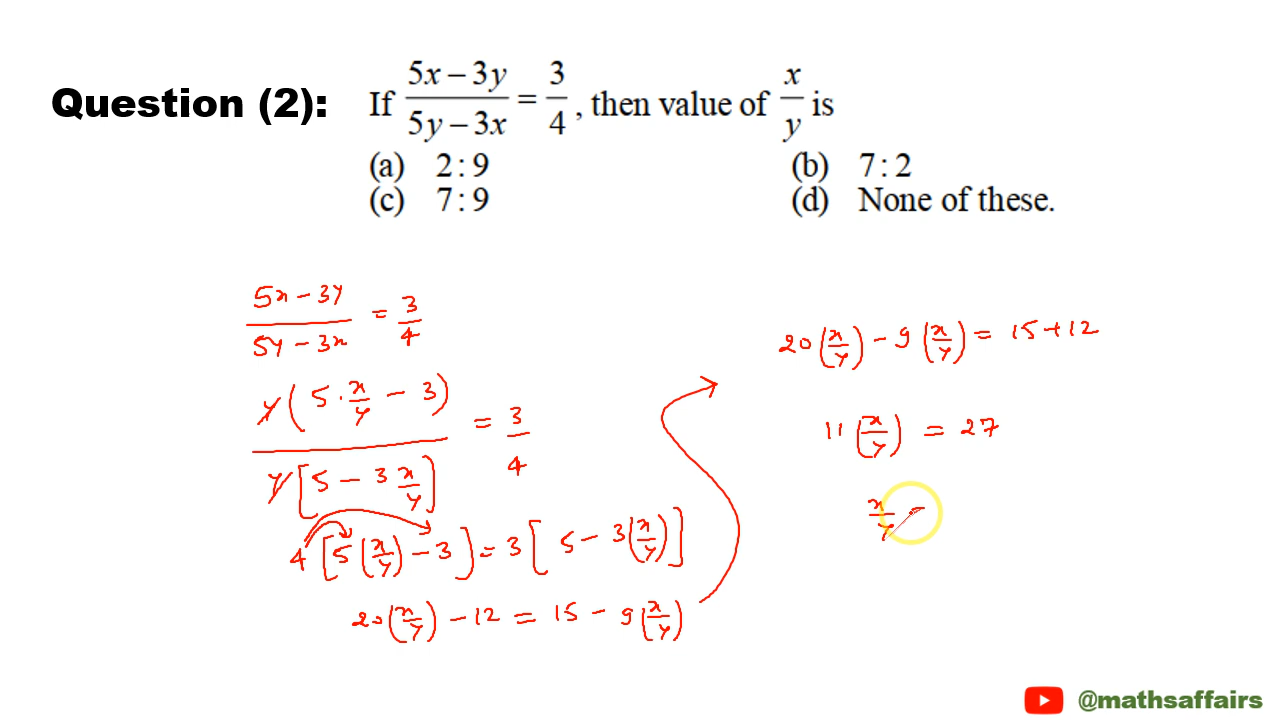 Question (2): If (5x – 3y)/(5y – 3x) = 3/4, then value of x/y is
(a) 2 : 9 (b) 7 : 2
(c) 7 : 9 (d) None of these.
(5x – 3y)/(5y – 3x) = 3/4
y(5 · x/y – 3)/y[5 – 3 x/y] = 3/4
4[5(x/y) – 3] = 3[5 – 3(x/y)]
20(x/y) – 12 = 15 – 9(x/y)
20(x/y) – 9(x/y) = 15 + 12
11(x/y) = 27
x/y =
@mathsaffairs